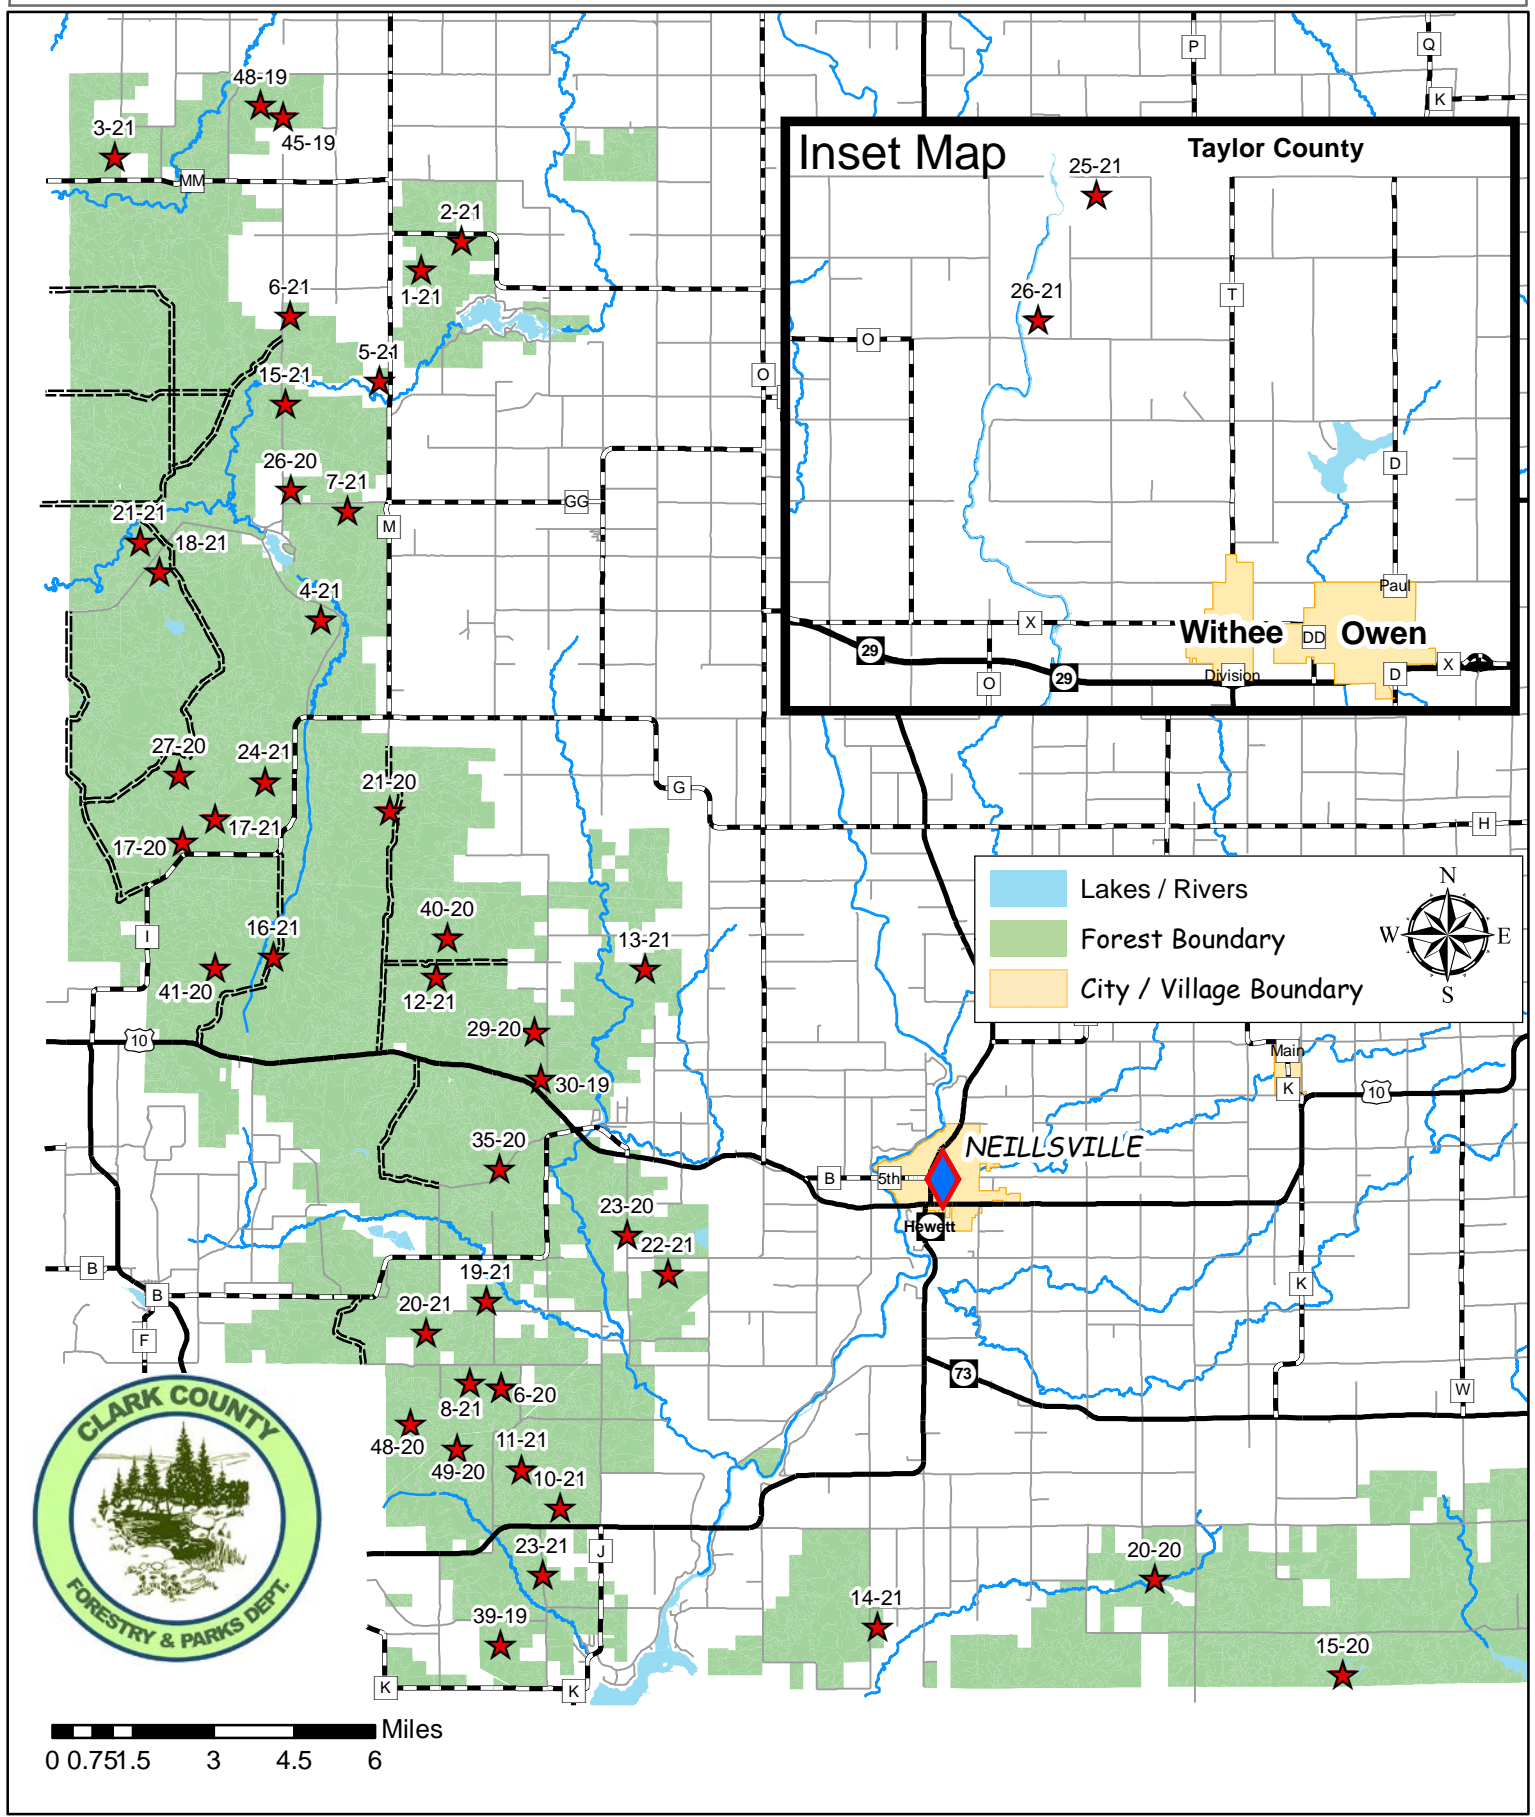 48-19
3-21
45-19
MM
2-21
1-21
6-21
5-21
15-21
O
26-20
7-21
GG
M
21-21
18-21
4-21
27-20
24-21
21-20
G
17-21
17-20
H
40-20
16-21
I
13-21
41-20
12-21
29-20
10
30-19
35-20
23-20
22-21
B
B
19-21
20-21
F
8-21
6-20
48-20
49-20
11-21
10-21
23-21
J
39-19
K
K
P
Q
K
Inset Map
Taylor County
25-21
26-21
T
O
D
Paul
X
Withee
DD
Owen
29
X
O
29
Division
D
Lakes / Rivers
Forest Boundary
City / Village Boundary
N
W
E
S
Main
K
10
NEILLSVILLE
B
5th
Hewett
K
73
W
20-20
14-21
15-20
CLARK COUNTY
FORESTRY & PARKS DEPT.
Miles
0 0.75 1.5 3 4.5 6